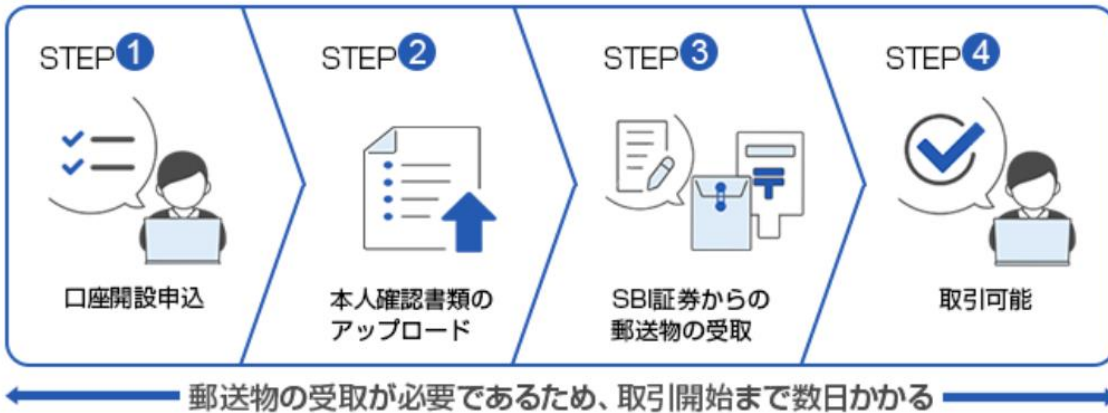 STEP1
口座開設申込
STEP2
本人確認書類の
アップロード
STEP3
SBI証券からの
郵送物の受取
STEP4
取引可能
郵送物の受取が必要であるため、取引開始まで数日かかる